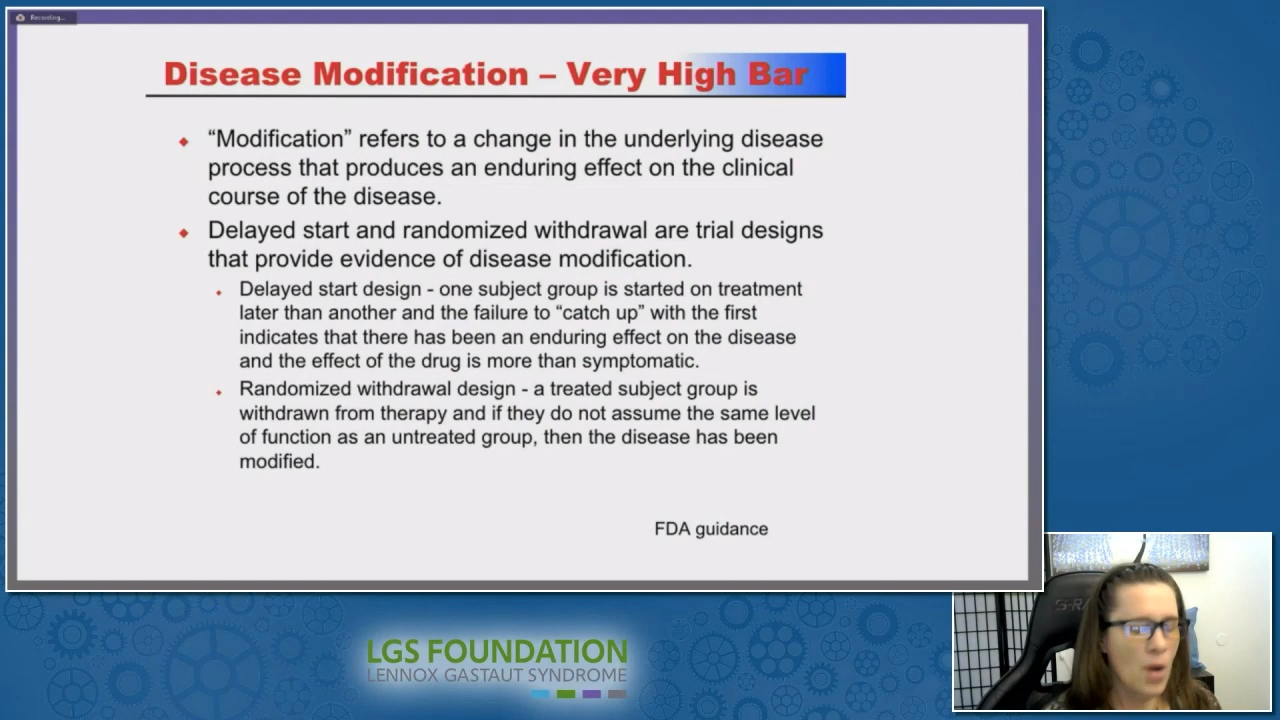 Recording...
Disease Modification – Very High Bar
“Modification” refers to a change in the underlying disease
process that produces an enduring effect on the clinical
course of the disease.
Delayed start and randomized withdrawal are trial designs
that provide evidence of disease modification.
Delayed start design - one subject group is started on treatment
later than another and the failure to “catch up” with the first
indicates that there has been an enduring effect on the disease
and the effect of the drug is more than symptomatic.
Randomized withdrawal design - a treated subject group is
withdrawn from therapy and if they do not assume the same level
of function as an untreated group, then the disease has been
modified.
FDA guidance
LGS FOUNDATION
LENNOX GASTAUT SYNDROME